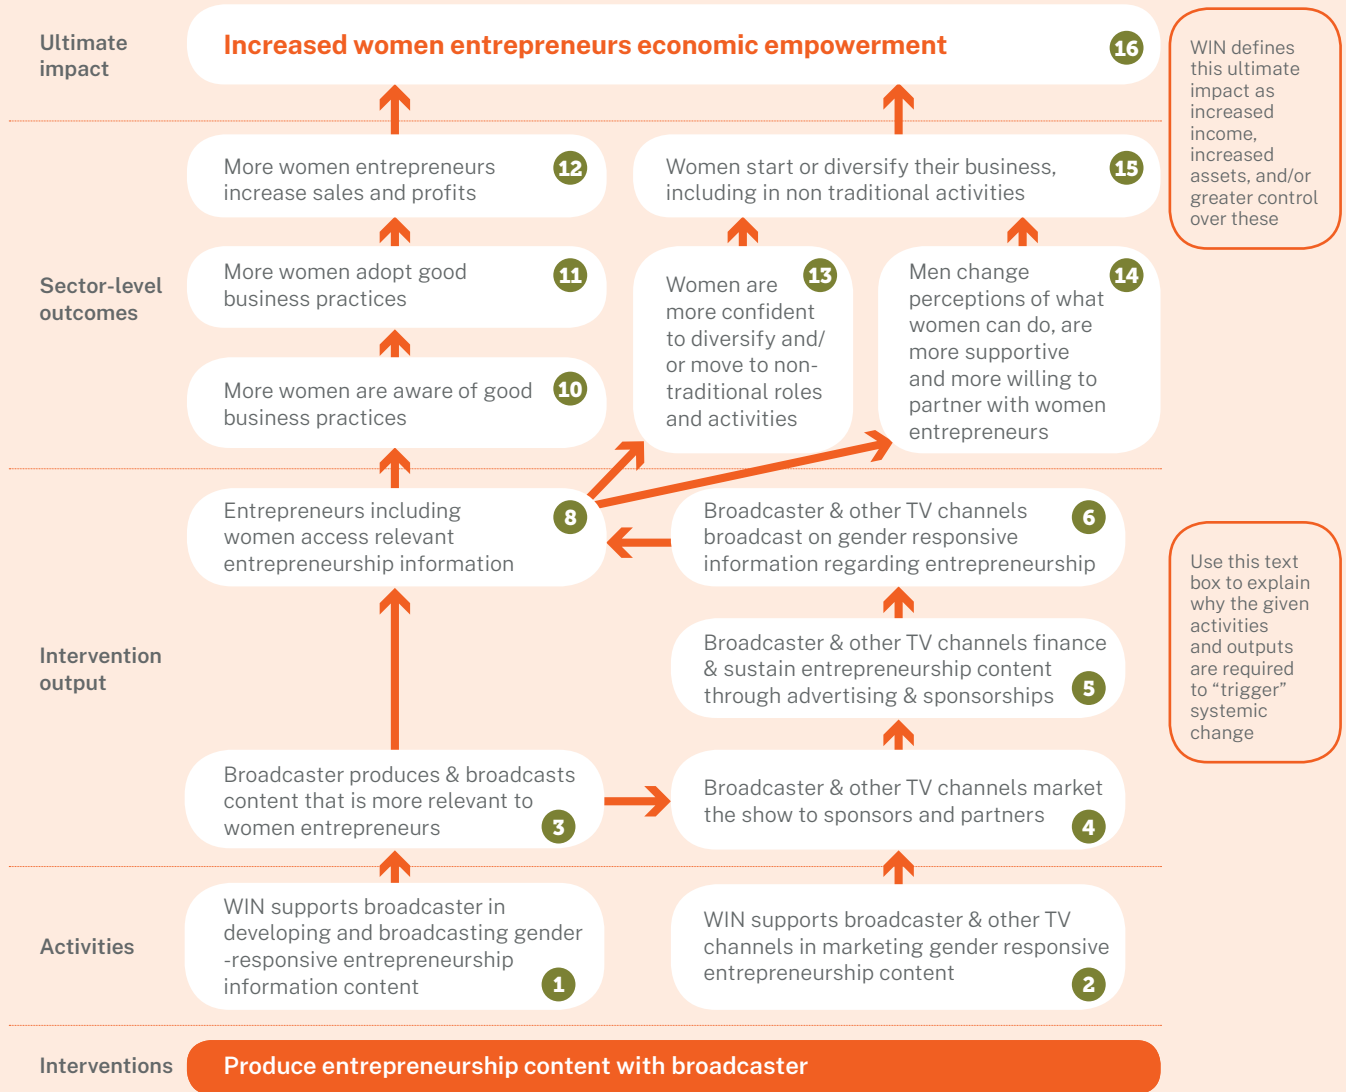 Ultimate
impact
Increased women entrepreneurs economic empowerment
16
WIN defines
this ultimate
impact as
increased
income,
increased
assets, and/or
greater control
over these
Sector-level
outcomes
More women entrepreneurs
increase sales and profits
12
Women start or diversify their business,
including in non traditional activities
15
More women adopt good
business practices
11
Women are
more confident
to diversify and/
or move to non-
traditional roles
and activities
13
Men change
perceptions of what
women can do, are
more supportive
and more willing to
partner with women
entrepreneurs
14
More women are aware of good
business practices
10
Intervention
output
Entrepreneurs including
women access relevant
entrepreneurship information
8
Broadcaster & other TV channels
broadcast on gender responsive
information regarding entrepreneurship
6
Use this text
box to explain
why the given
activities
and outputs
are required
to “trigger”
systemic
change
Broadcaster & other TV channels finance
& sustain entrepreneurship content
through advertising & sponsorships
5
Broadcaster produces & broadcasts
content that is more relevant to
women entrepreneurs
3
Broadcaster & other TV channels market
the show to sponsors and partners
4
Activities
WIN supports broadcaster in
developing and broadcasting gender
-responsive entrepreneurship
information content
1
WIN supports broadcaster & other TV
channels in marketing gender responsive
entrepreneurship content
2
Interventions
Produce entrepreneurship content with broadcaster